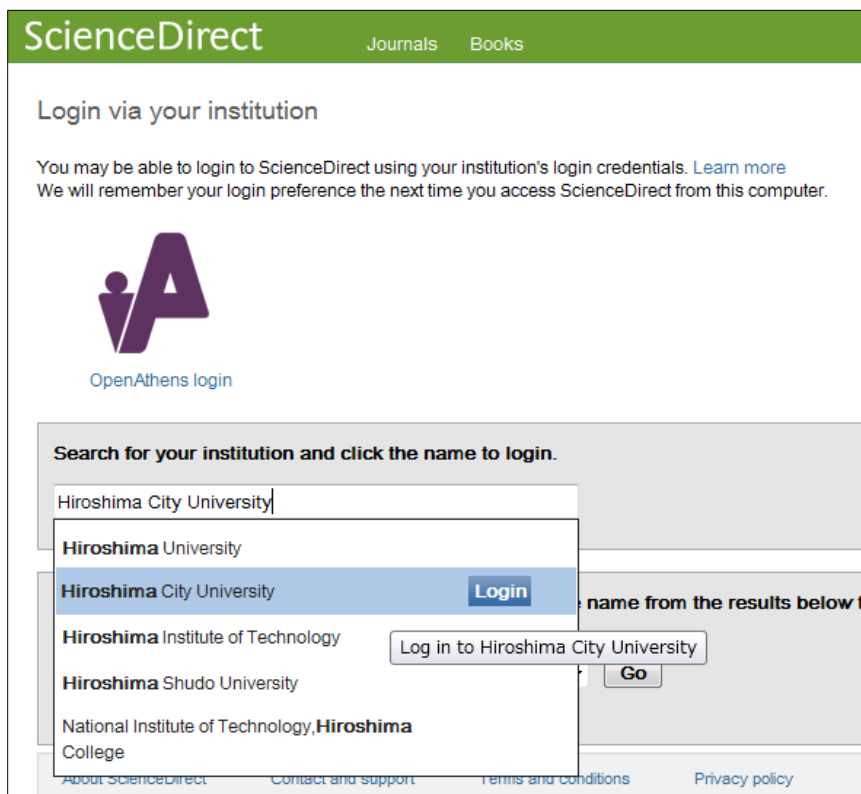 ScienceDirect Journals Books
Login via your institution
You may be able to login to ScienceDirect using your institution's login credentials. Learn more
We will remember your login preference the next time you access ScienceDirect from this computer.
OpenAthens login
Search for your institution and click the name to login.
Hiroshima City University
Hiroshima University
Hiroshima City University Login
name from the results below
Hiroshima Institute of Technology
Log in to Hiroshima City University
Hiroshima Shudo University
Go
National Institute of Technology,Hiroshima
College
About ScienceDirect Contact and support Terms and conditions Privacy policy